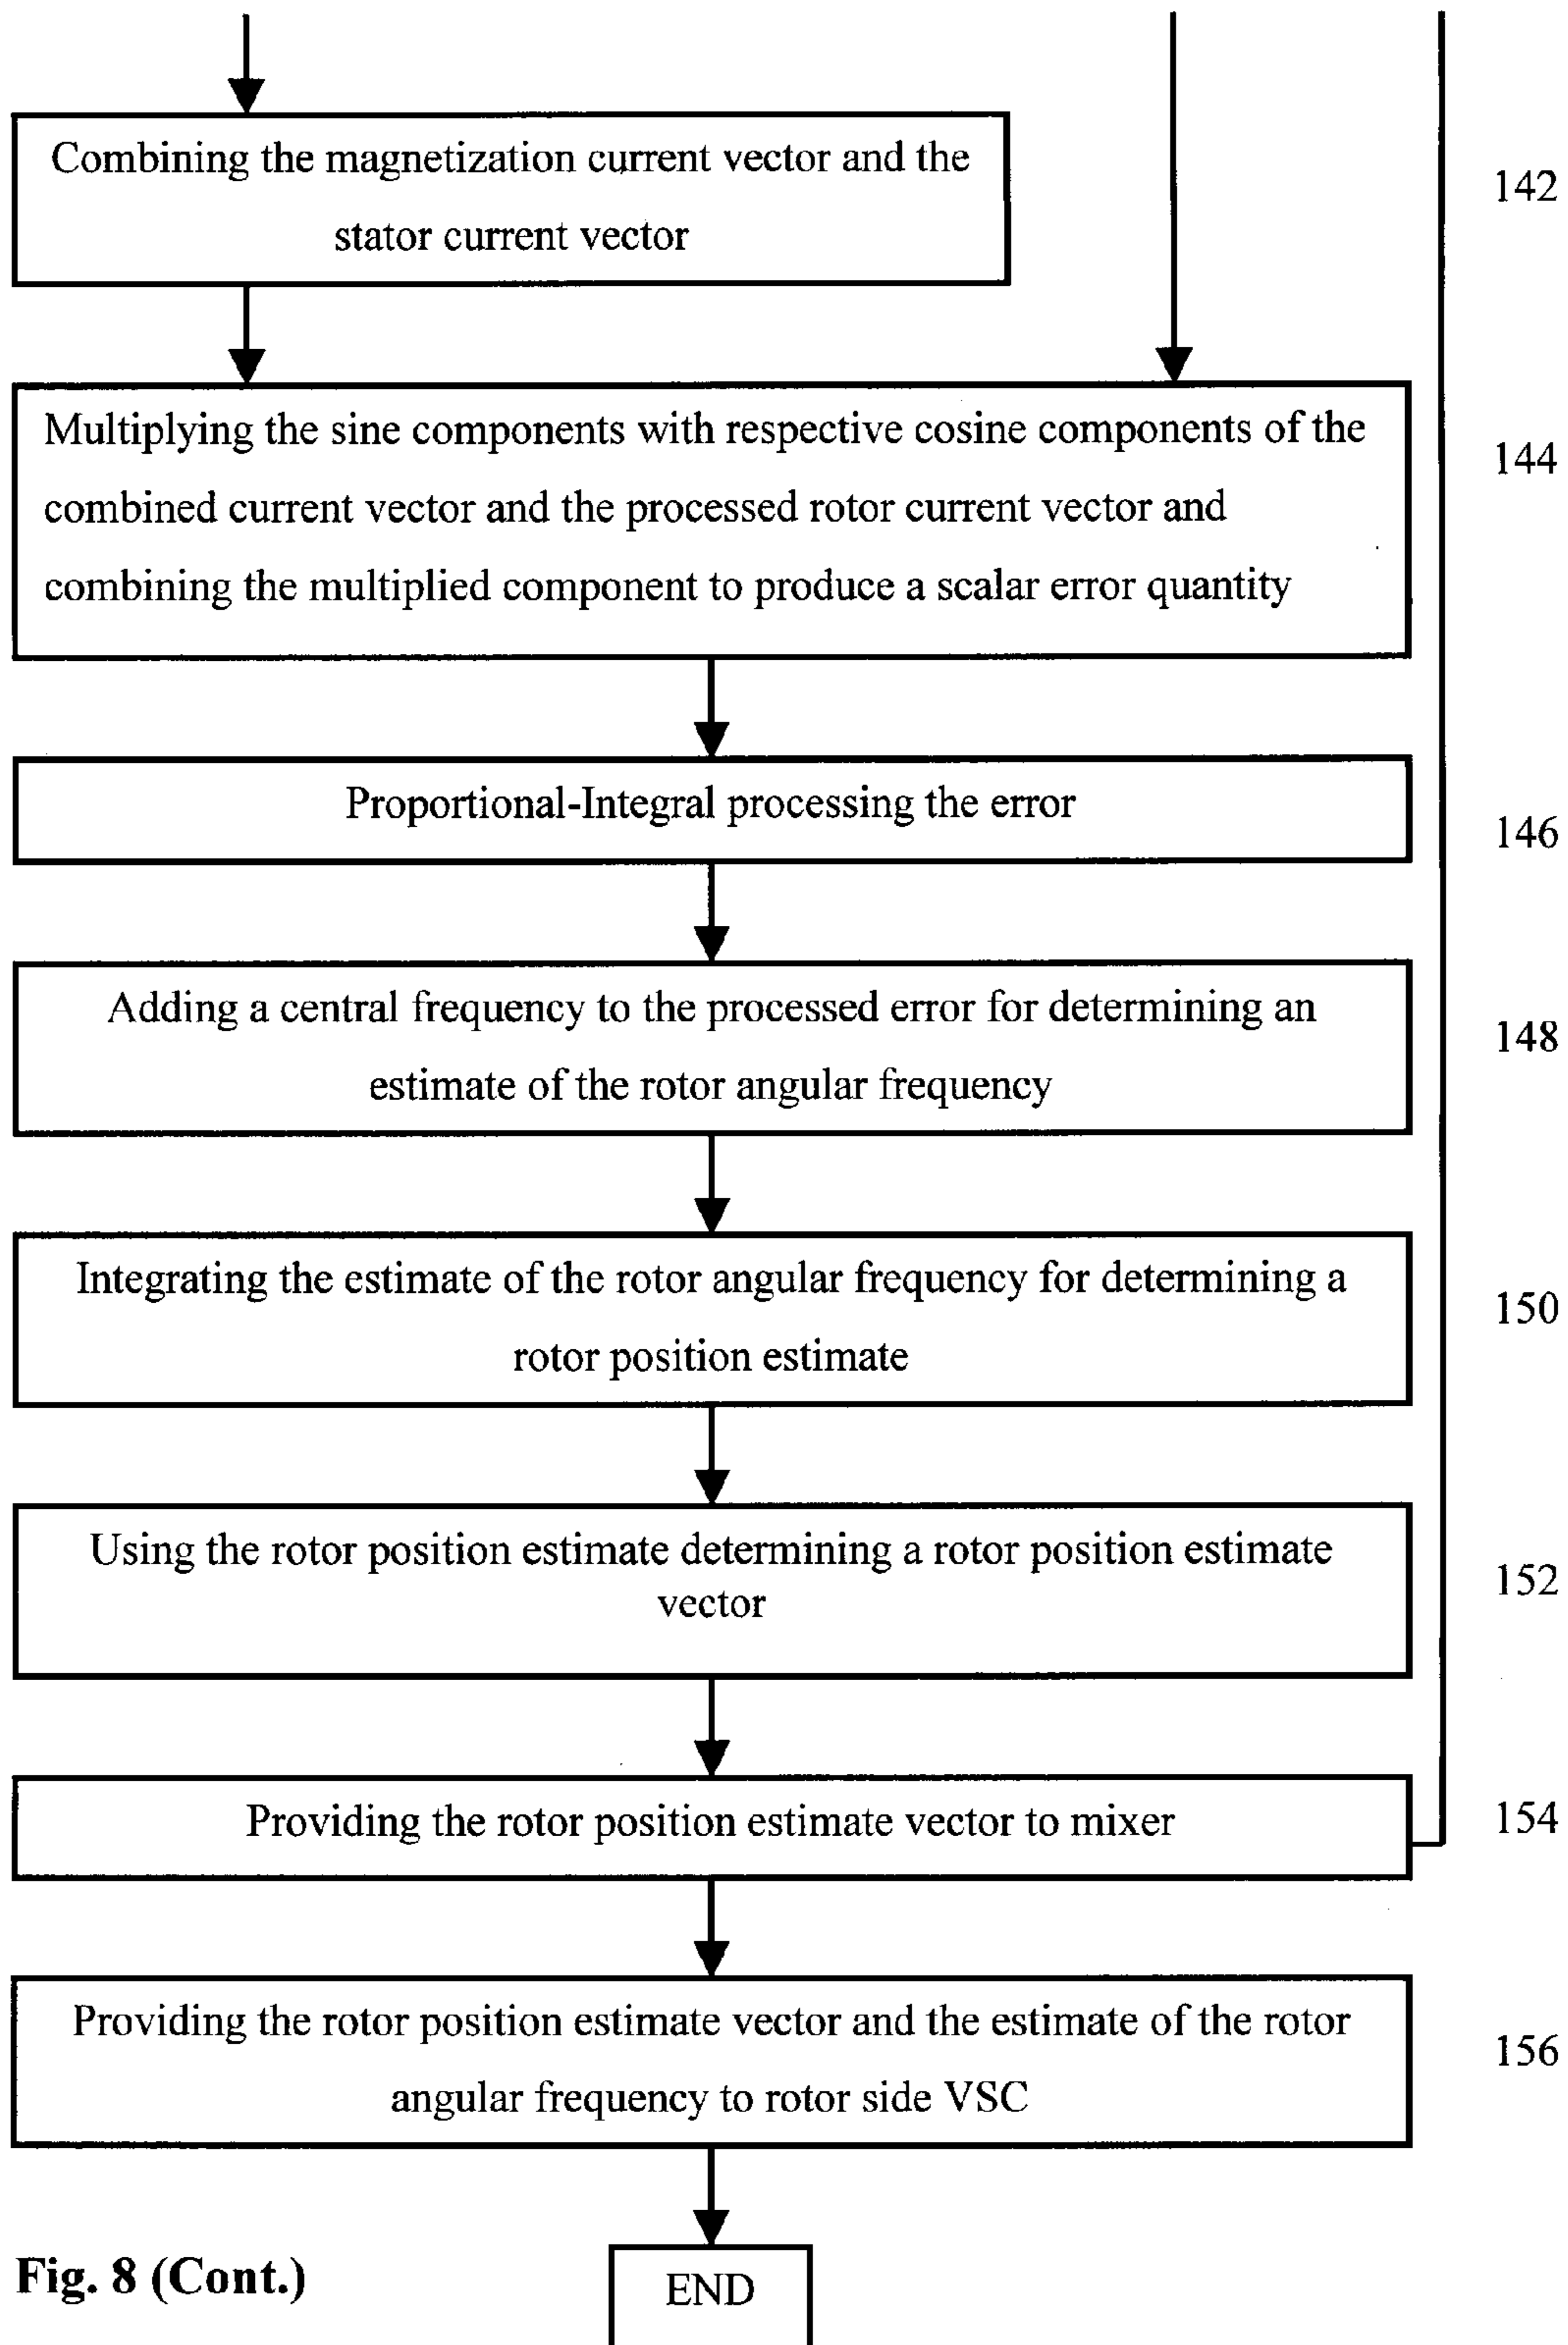 Combining the magnetization current vector and the
stator current vector
142
Multiplying the sine components with respective cosine components of the
combined current vector and the processed rotor current vector and
combining the multiplied component to produce a scalar error quantity
144
Proportional-Integral processing the error
146
Adding a central frequency to the processed error for determining an
estimate of the rotor angular frequency
148
Integrating the estimate of the rotor angular frequency for determining a
rotor position estimate
150
Using the rotor position estimate determining a rotor position estimate
vector
152
Providing the rotor position estimate vector to mixer
154
Providing the rotor position estimate vector and the estimate of the rotor
angular frequency to rotor side VSC
156
Fig. 8 (Cont.)
END